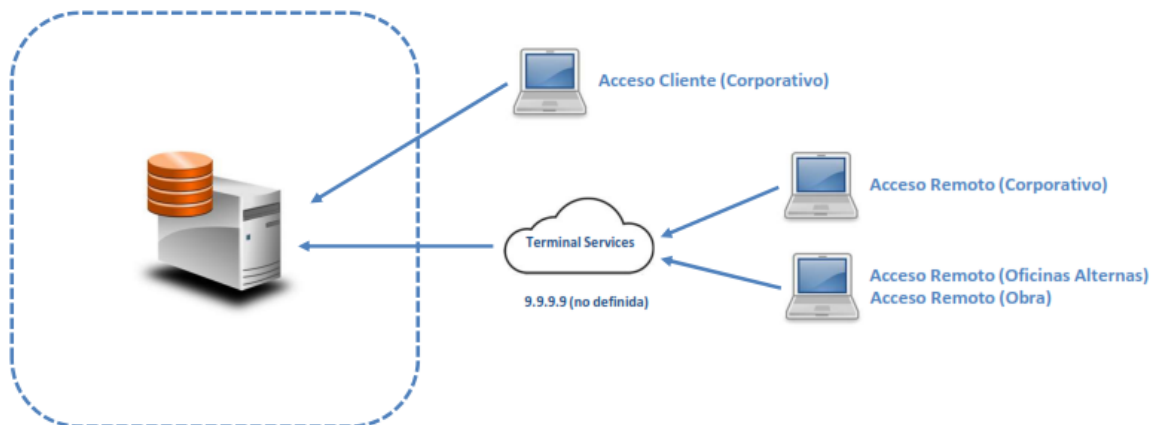 Acceso Cliente (Corporativo)
Acceso Remoto (Corporativo)
Terminal Services
9.9.9.9 (no definida)
Acceso Remoto (Oficinas Alternas)
Acceso Remoto (Obra)